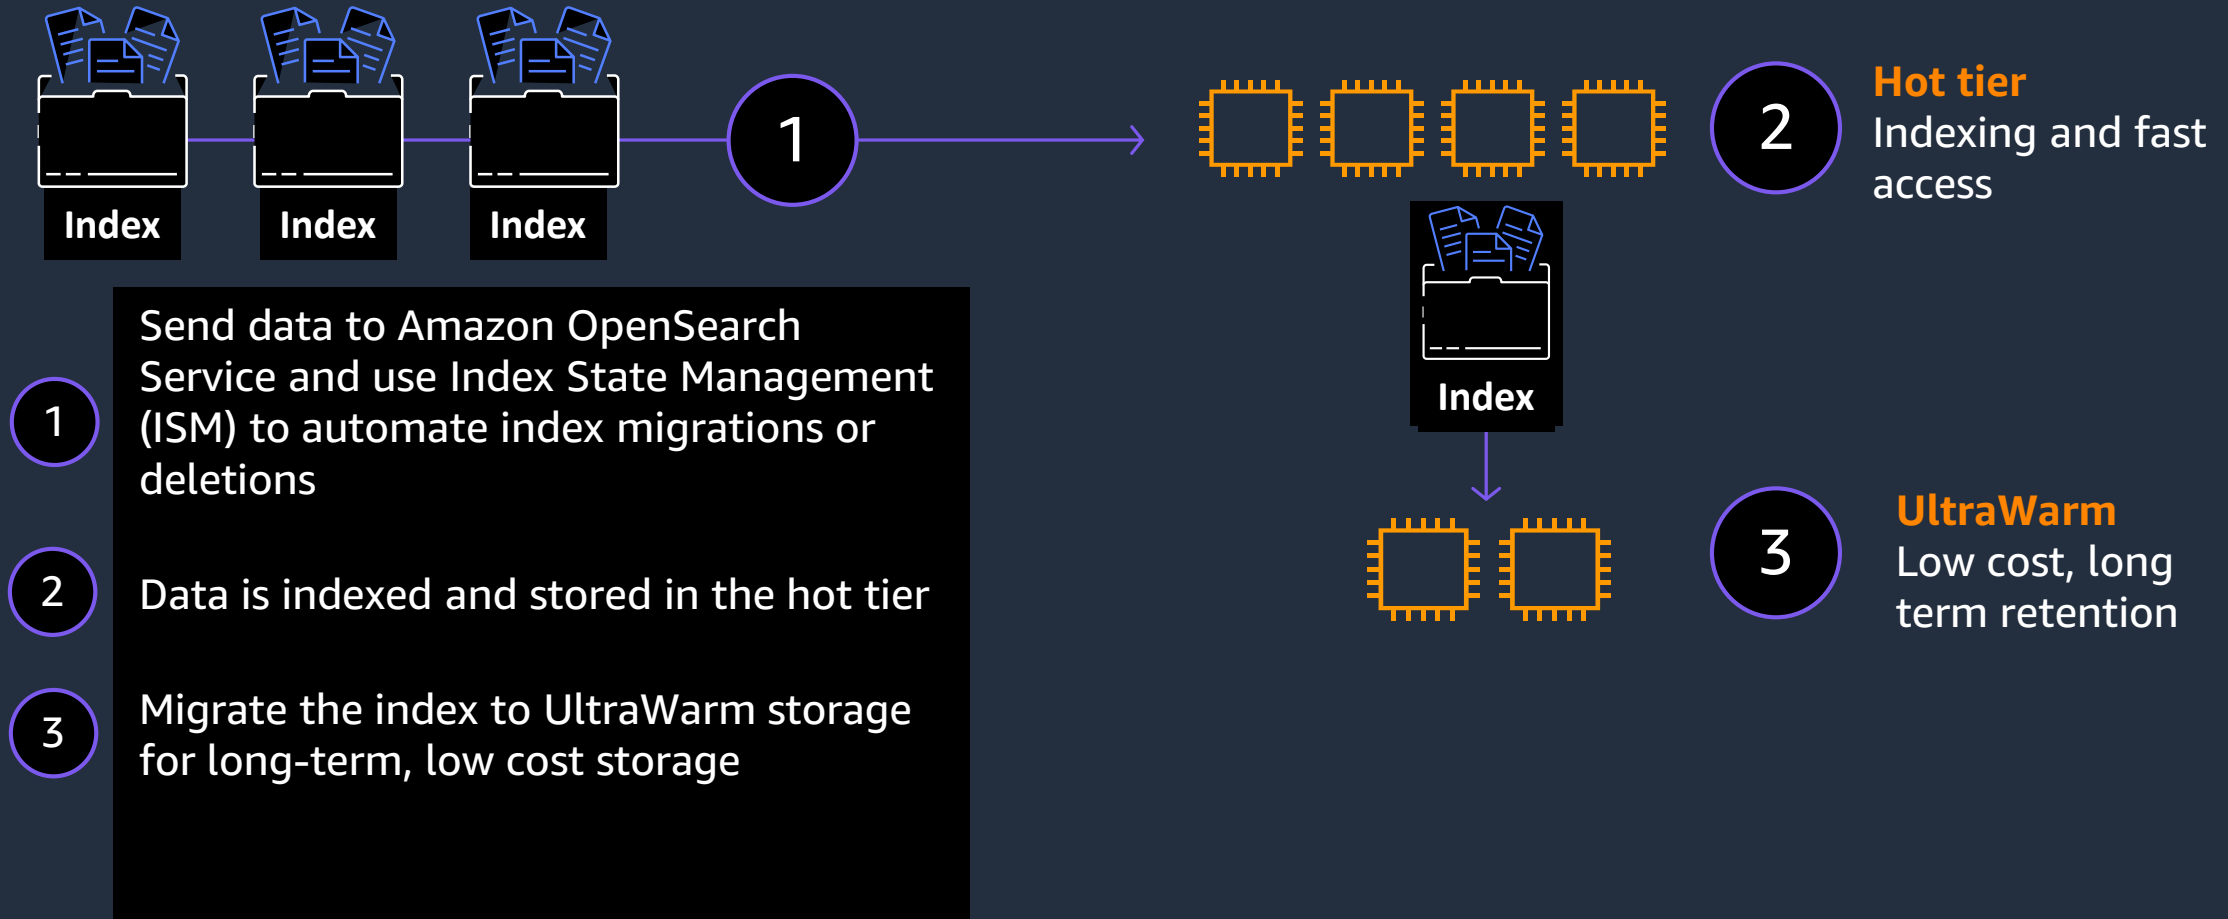 Index
Index
Index
1
2
Hot tier
Indexing and fast
access
Index
1
Send data to Amazon OpenSearch
Service and use Index State Management
(ISM) to automate index migrations or
deletions
2
Data is indexed and stored in the hot tier
3
Migrate the index to UltraWarm storage
for long-term, low cost storage
3
UltraWarm
Low cost, long
term retention